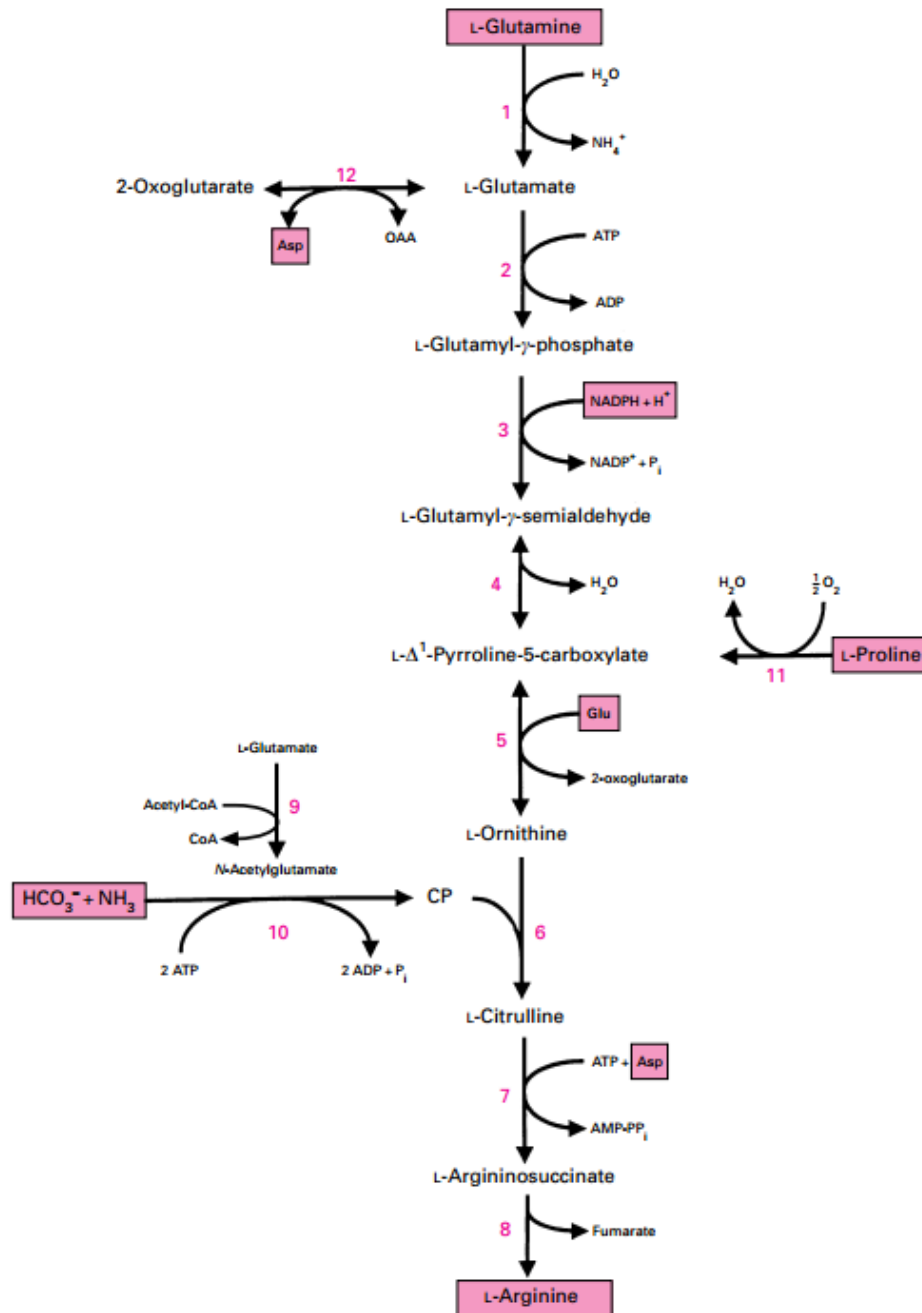 L-Glutamine
H₂O
1
NH₄⁺
12
2-Oxoglutarate
L-Glutamate
Asp
OAA
ATP
2
ADP
L-Glutamyl-γ-phosphate
NADPH + H⁺
3
NADP⁺ + Pᵢ
L-Glutamyl-γ-semialdehyde
4
H₂O
H₂O
½O₂
L-Δ¹-Pyrroline-5-carboxylate
L-Proline
11
Glu
5
L-Glutamate
2-oxoglutarate
Acetyl-CoA
9
CoA
L-Ornithine
N-Acetylglutamate
HCO₃⁻ + NH₃
CP
10
6
2 ATP
2 ADP + Pᵢ
L-Citrulline
ATP + Asp
7
AMP-PPᵢ
L-Argininosuccinate
8
Fumarate
L-Arginine